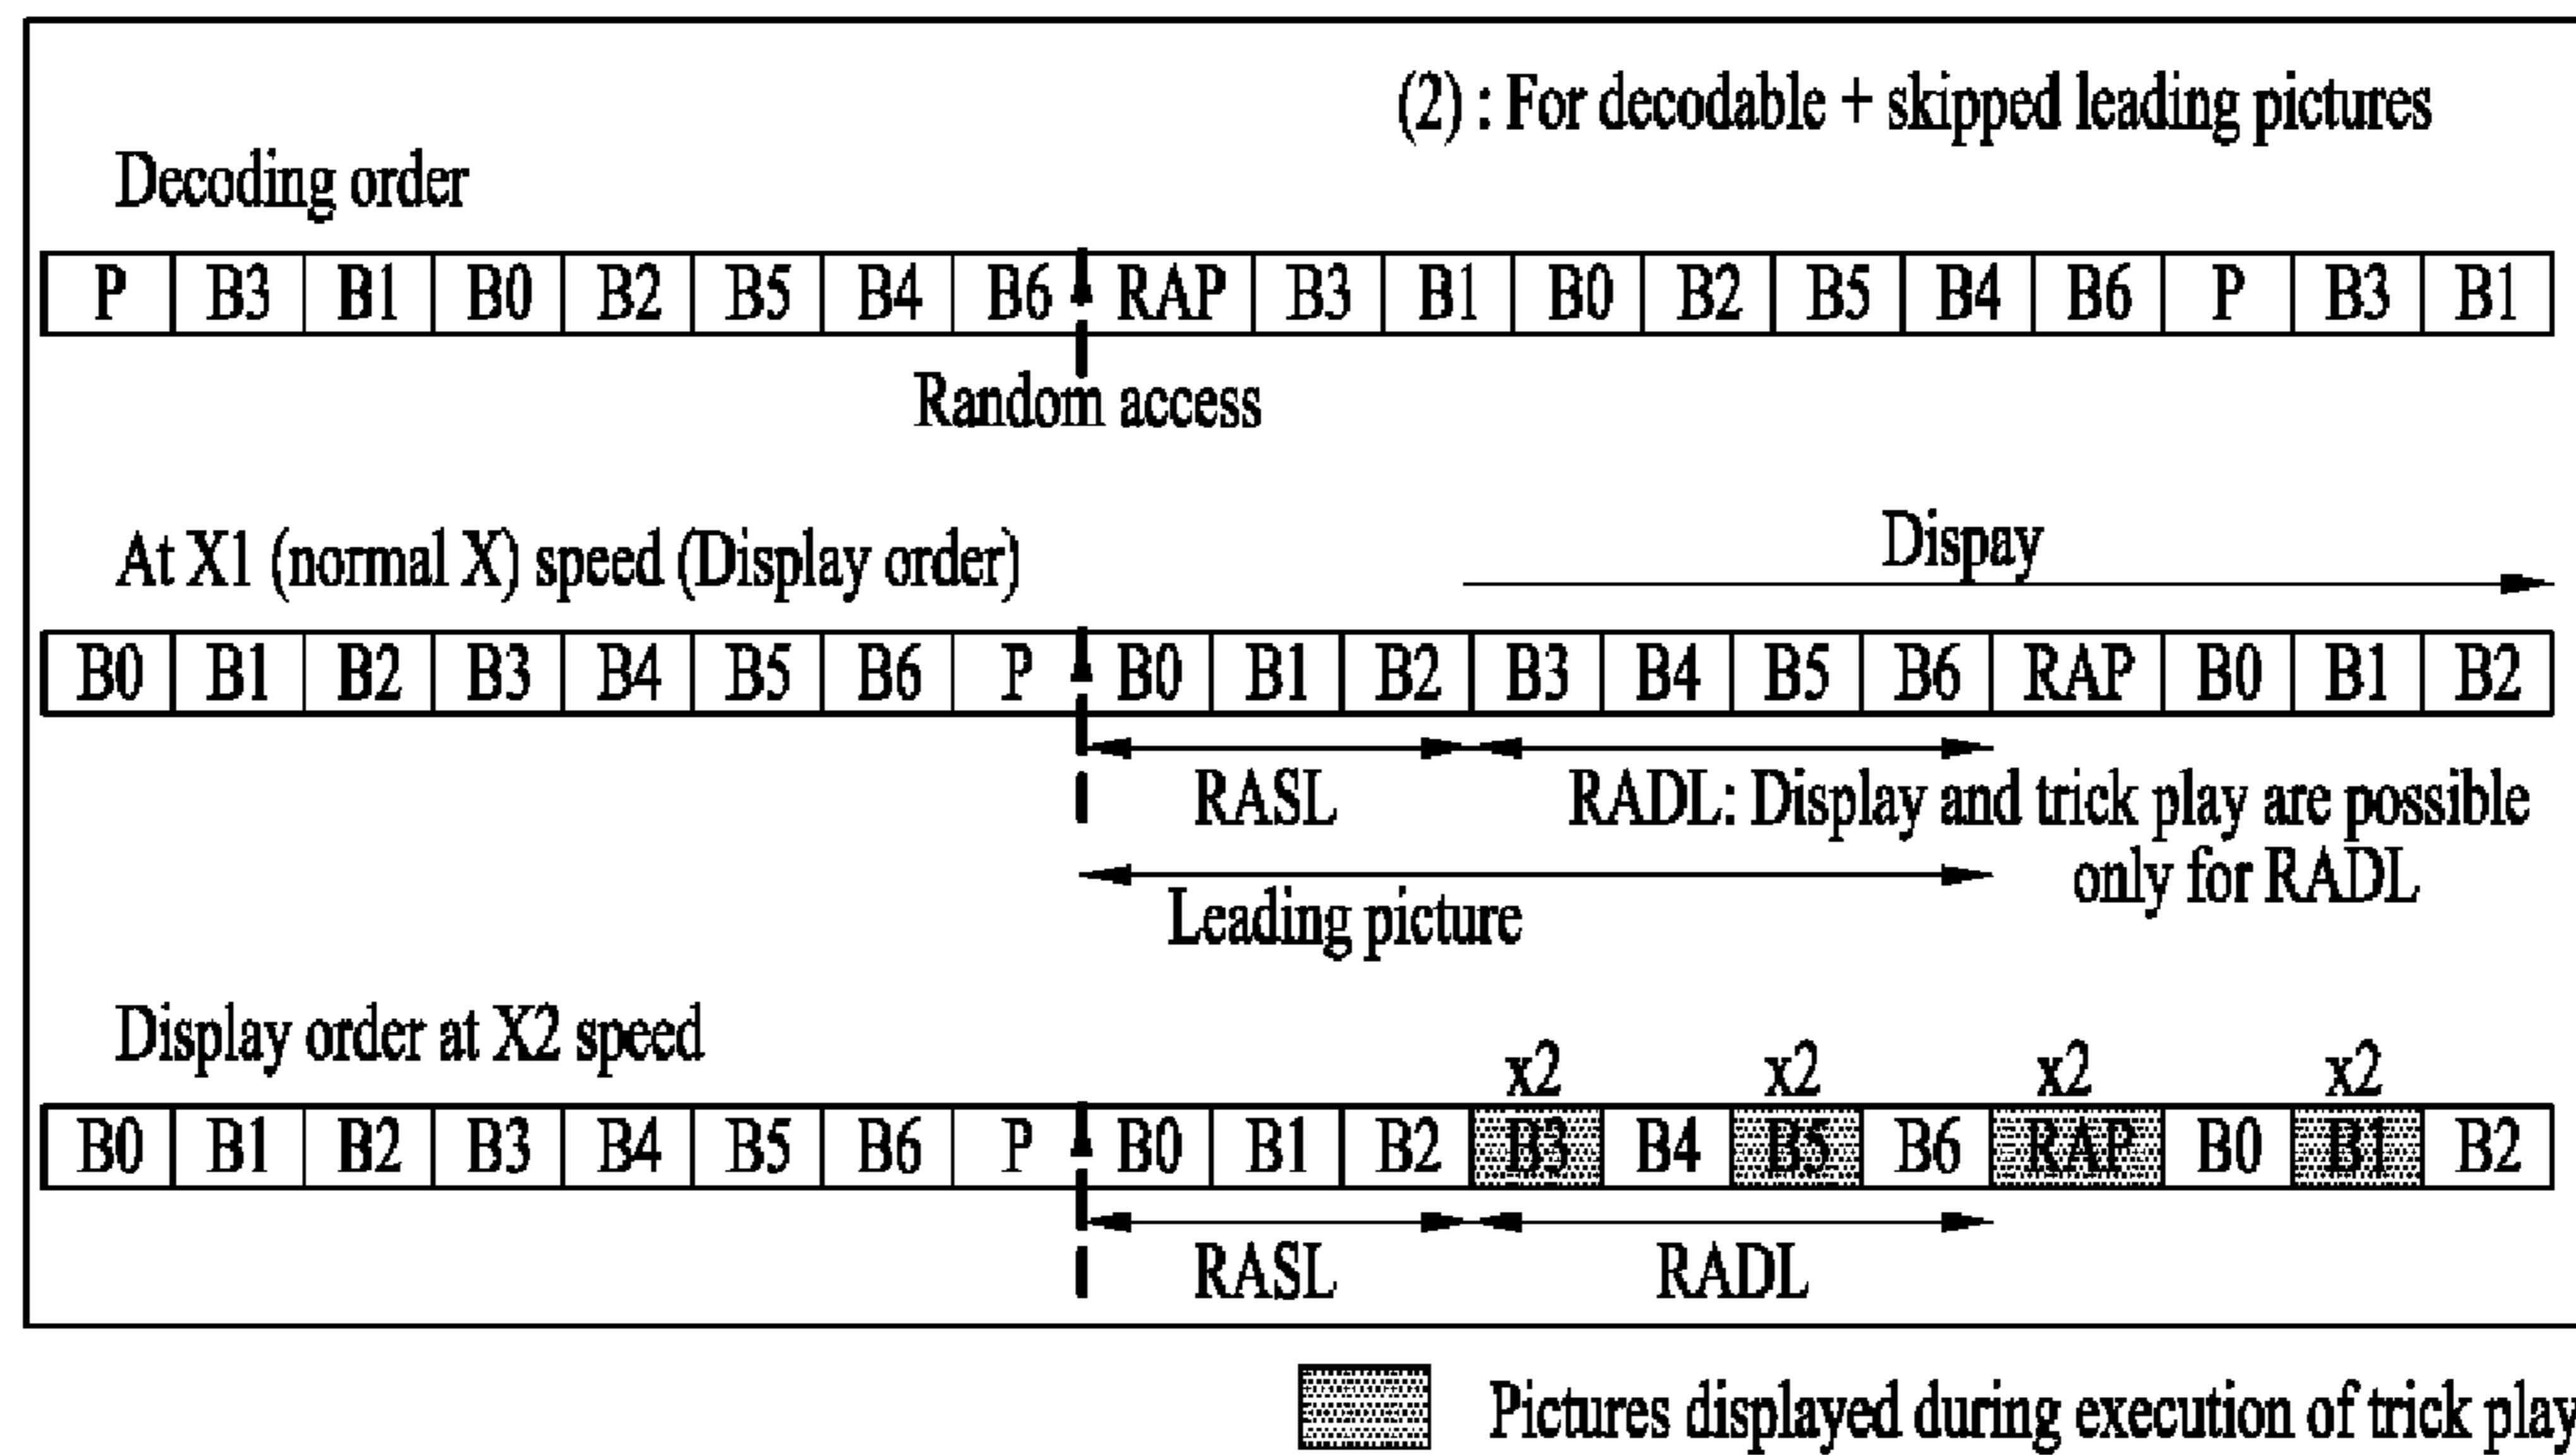 (2) : For decodable + skipped leading pictures
Decoding order
P B3 B1 B0 B2 B5 B4 B6 RAP B3 B1 B0 B2 B5 B4 B6 P B3 B1
Random access
At X1 (normal X) speed (Display order)
Dispay
B0 B1 B2 B3 B4 B5 B6 P B0 B1 B2 B3 B4 B5 B6 RAP B0 B1 B2
RASL
RADL: Display and trick play are possible
only for RADL
Leading picture
Display order at X2 speed
x2 x2 x2 x2
B0 B1 B2 B3 B4 B5 B6 P B0 B1 B2 B3 B4 B5 B6 RAP B0 B1 B2
RASL RADL
Pictures displayed during execution of trick play